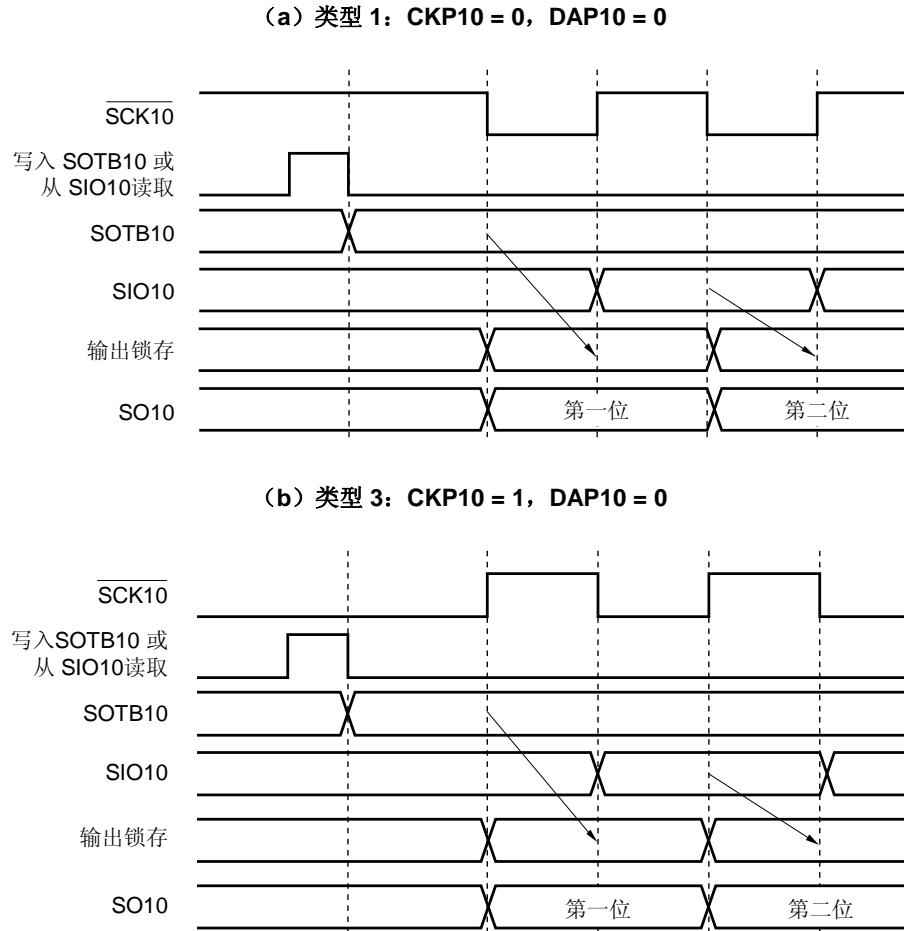 （a）类型 1：CKP10 = 0，DAP10 = 0
SCK10
写入 SOTB10 或
从 SIO10读取
SOTB10
SIO10
输出锁存
SO10
第一位
第二位
（b）类型 3：CKP10 = 1，DAP10 = 0
SCK10
写入SOTB10 或
从 SIO10读取
SOTB10
SIO10
输出锁存
SO10
第一位
第二位